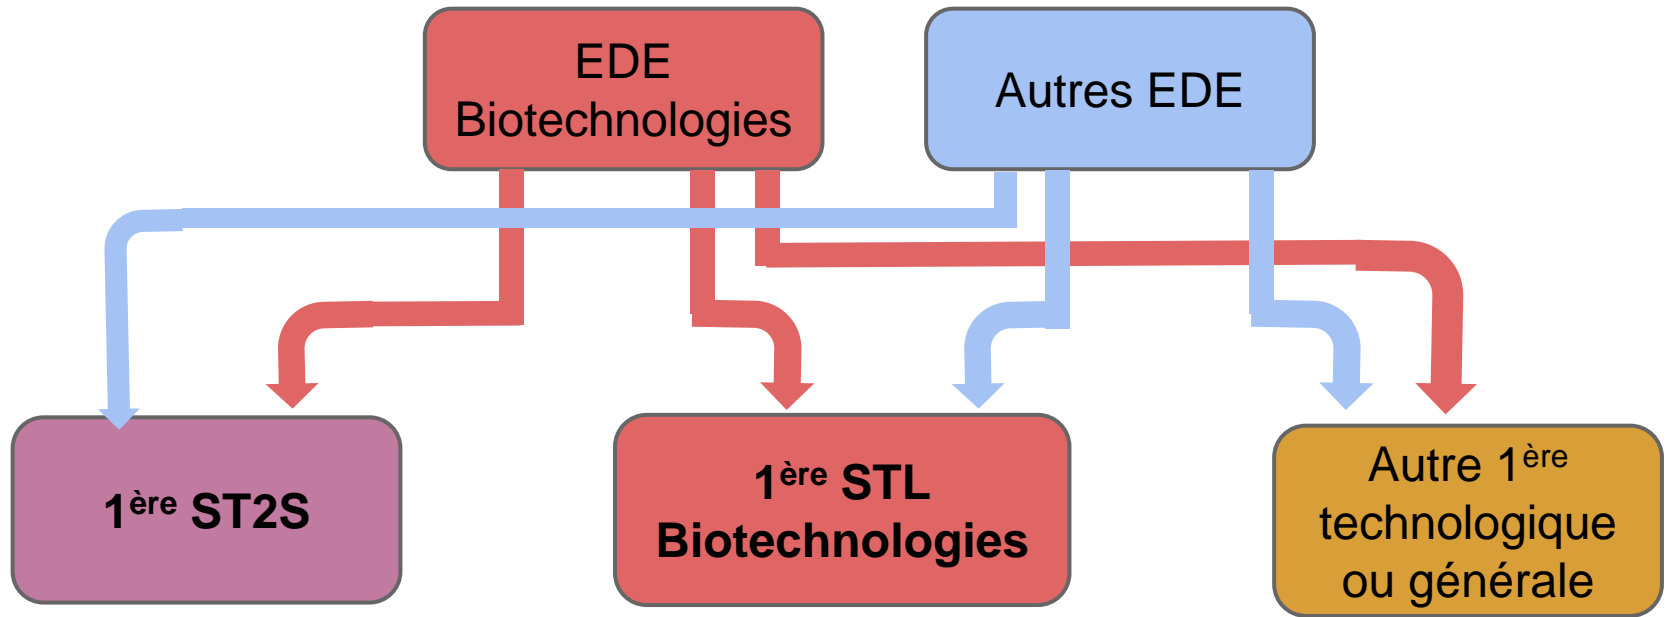 EDE
Biotechnologies
Autres EDE
1ère ST2S
1ère STL
Biotechnologies
Autre 1ère
technologique
ou générale